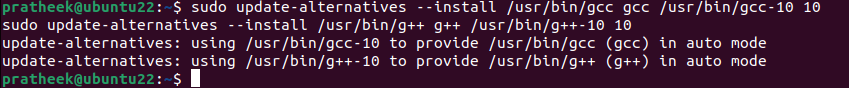 pratheek@ubuntu22:~$ sudo update-alternatives --install /usr/bin/gcc gcc /usr/bin/gcc-10 10
sudo update-alternatives --install /usr/bin/g++ g++ /usr/bin/g++-10 10
update-alternatives: using /usr/bin/gcc-10 to provide /usr/bin/gcc (gcc) in auto mode
update-alternatives: using /usr/bin/g++-10 to provide /usr/bin/g++ (g++) in auto mode
pratheek@ubuntu22:~$